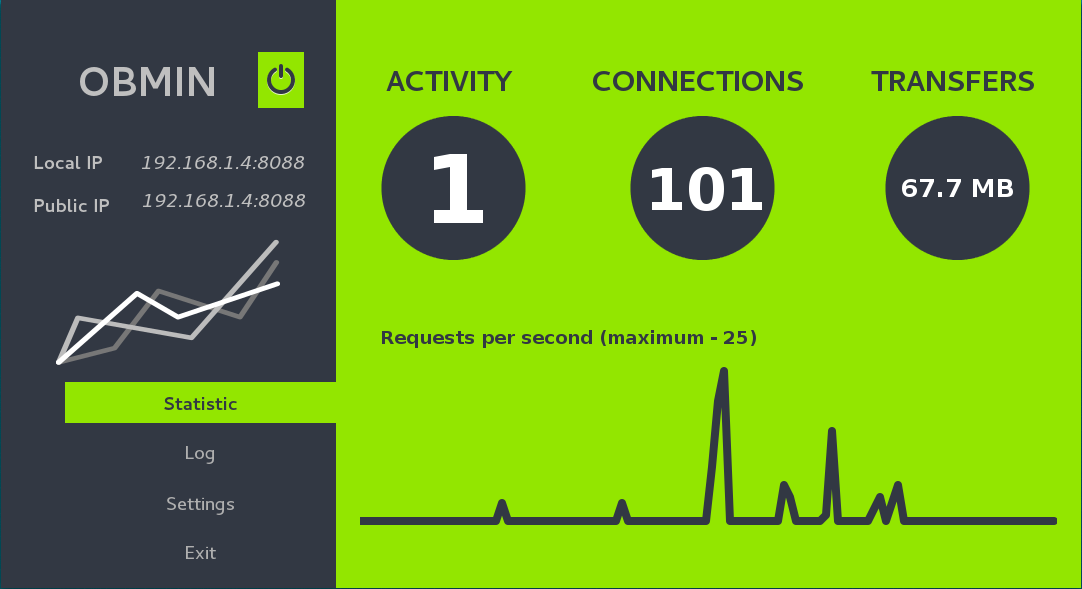 OBMIN
Local IP 192.168.1.4:8088
Public IP 192.168.1.4:8088
Statistic
Log
Settings
Exit
ACTIVITY CONNECTIONS TRANSFERS
1 101 67.7 MB
Requests per second (maximum - 25)